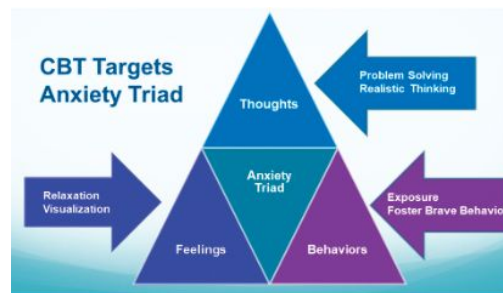 CBT Targets
Anxiety Triad
Thoughts
Problem Solving
Realistic Thinking
Anxiety
Triad
Relaxation
Visualization
Feelings
Behaviors
Exposure
Foster Brave Behavio